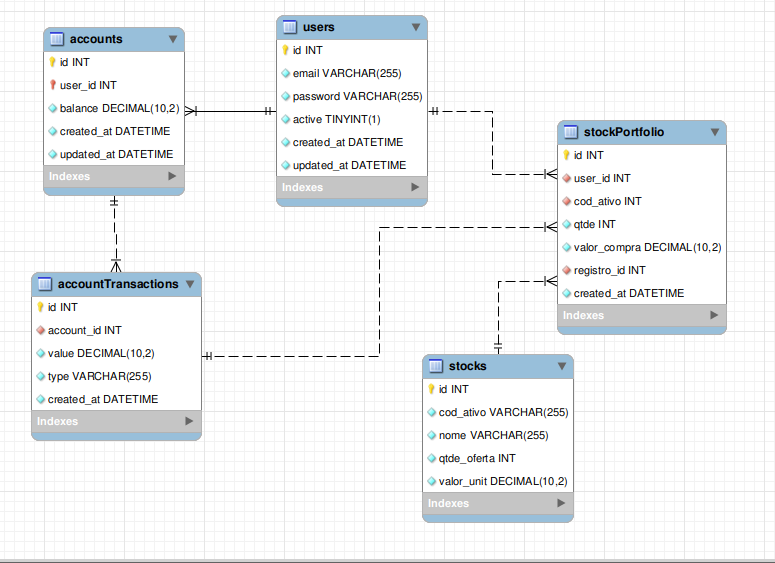 accounts
id INT
user_id INT
balance DECIMAL(10,2)
created_at DATETIME
updated_at DATETIME
Indexes
users
id INT
email VARCHAR(255)
password VARCHAR(255)
active TINYINT(1)
created_at DATETIME
updated_at DATETIME
Indexes
stockPortfolio
id INT
user_id INT
cod_ativo INT
qtde INT
valor_compra DECIMAL(10,2)
registro_id INT
created_at DATETIME
Indexes
accountTransactions
id INT
account_id INT
value DECIMAL(10,2)
type VARCHAR(255)
created_at DATETIME
Indexes
stocks
id INT
cod_ativo VARCHAR(255)
nome VARCHAR(255)
qtde_oferta INT
valor_unit DECIMAL(10,2)
Indexes